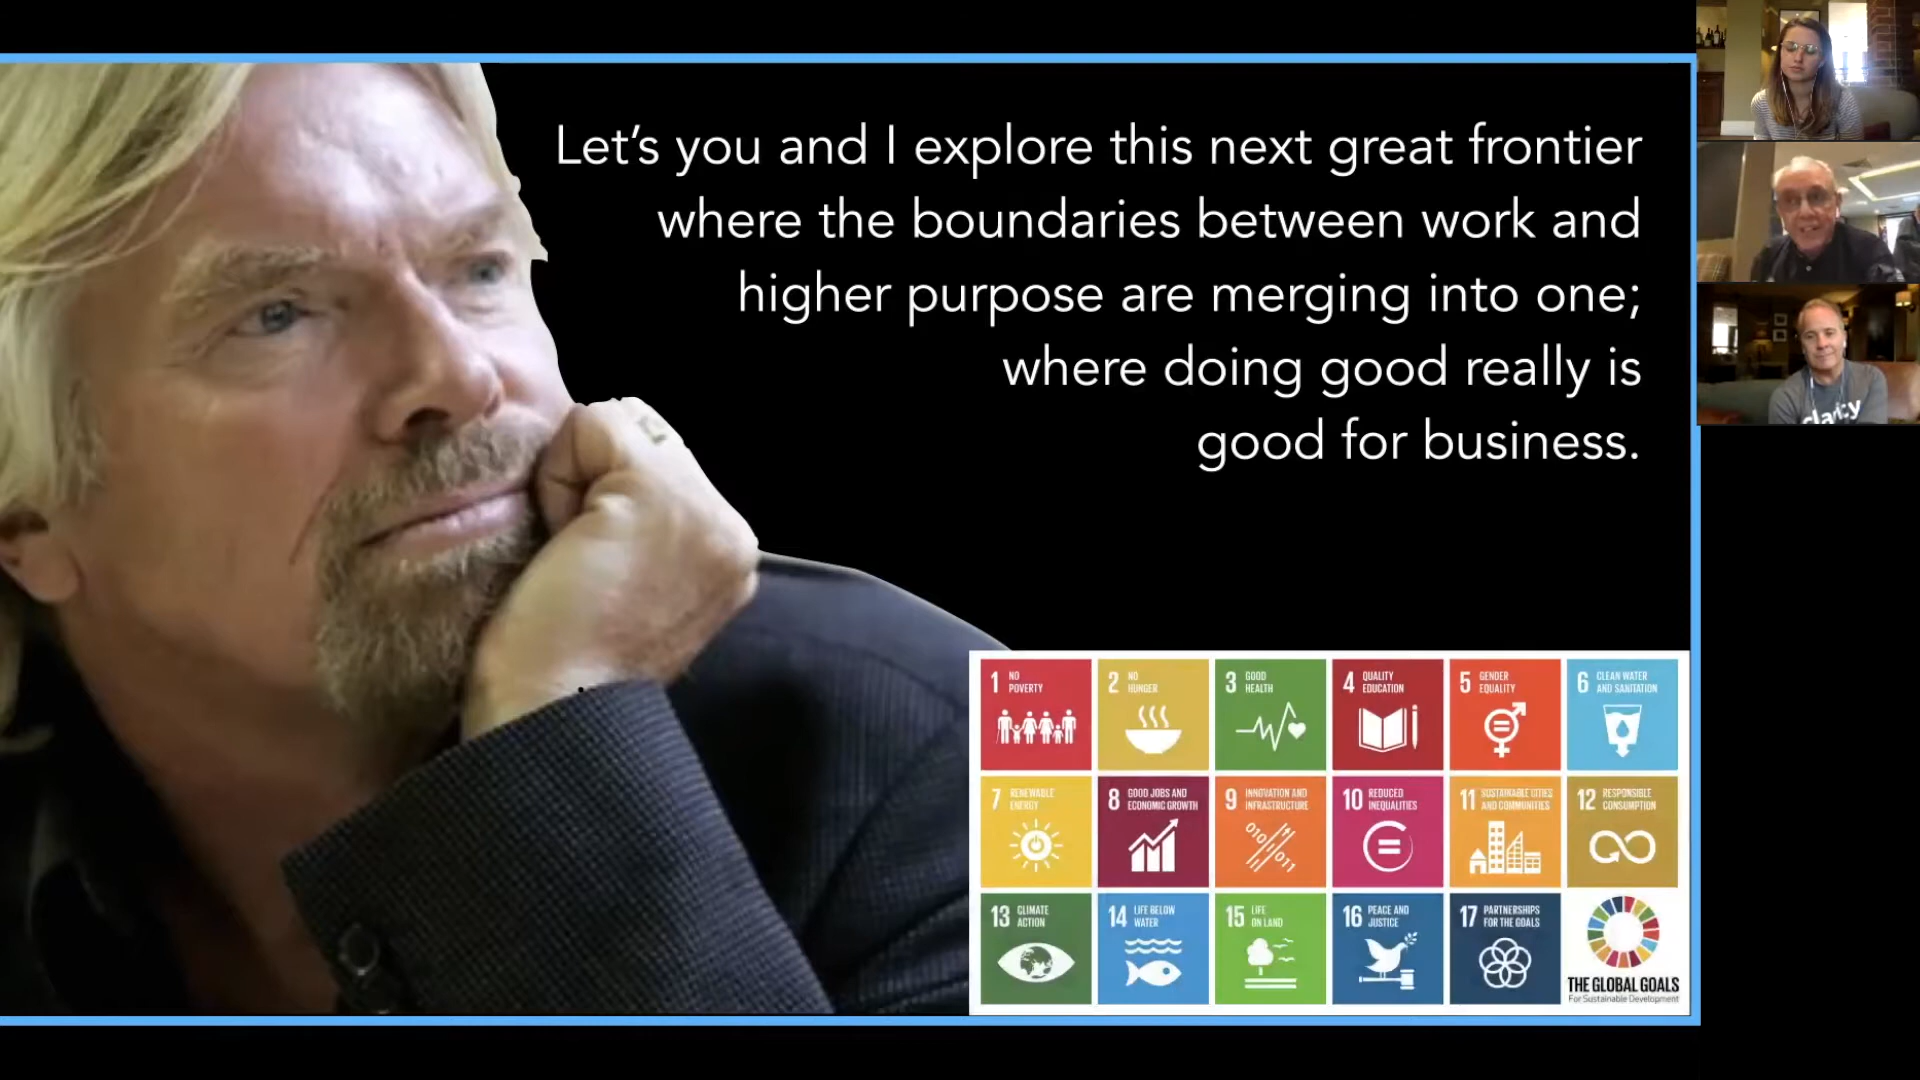 Let's you and I explore this next great frontier
where the boundaries between work and
higher purpose are merging into one;
where doing good really is
good for business.
1 NO
POVERTY
2 NO
HUNGER
3 GOOD
HEALTH
4 QUALITY
EDUCATION
5 GENDER
EQUALITY
6 CLEAN WATER
AND SANITATION
7 RENEWABLE
ENERGY
8 GOOD JOBS AND
ECONOMIC GROWTH
9 INNOVATION AND
INFRASTRUCTURE
010
011
10 REDUCED
INEQUALITIES
11 SUSTAINABLE CITIES
AND COMMUNITIES
12 RESPONSIBLE
CONSUMPTION
13 CLIMATE
ACTION
14 LIFE BELOW
WATER
15 LIFE
ON LAND
16 PEACE AND
JUSTICE
17 PARTNERSHIPS
FOR THE GOALS
THE GLOBAL GOALS
For Sustainable Development
clarity